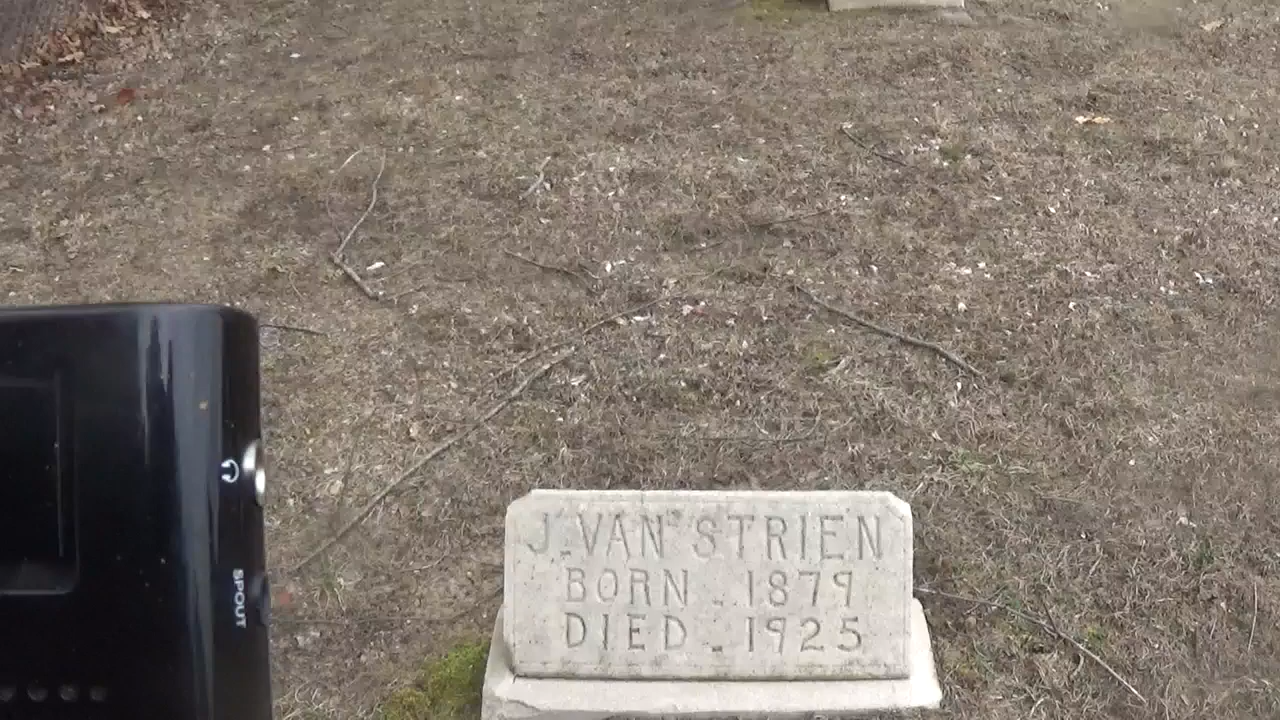 J. VAN STRIEN
BORN . 1879
DIED . 1925
SPOUT